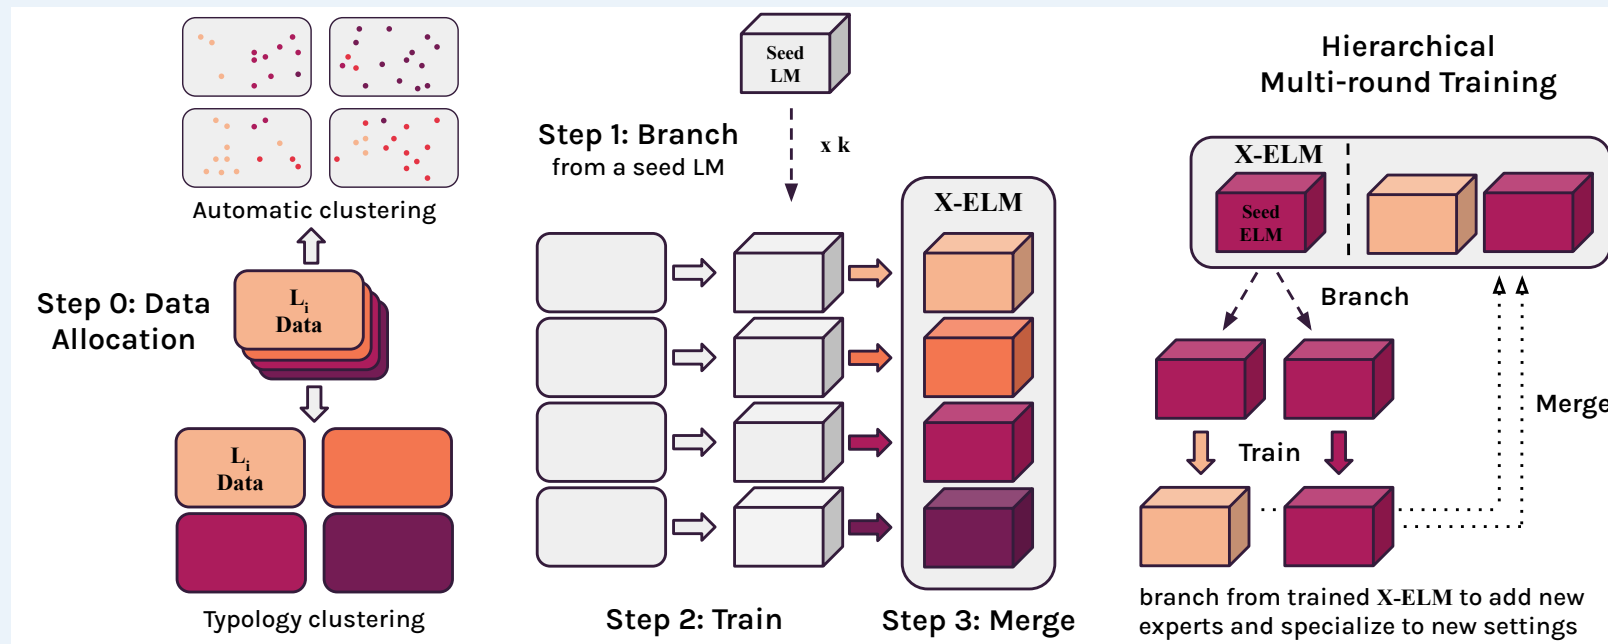 Automatic clustering
Step 0: Data
Allocation
L_i
Data
L_i
Data
Typology clustering
Seed
LM
Step 1: Branch
from a seed LM
x k
X-ELM
Step 2: Train
Step 3: Merge
Hierarchical
Multi-round Training
X-ELM
Seed
ELM
Branch
Merge
Train
branch from trained X-ELM to add new
experts and specialize to new settings